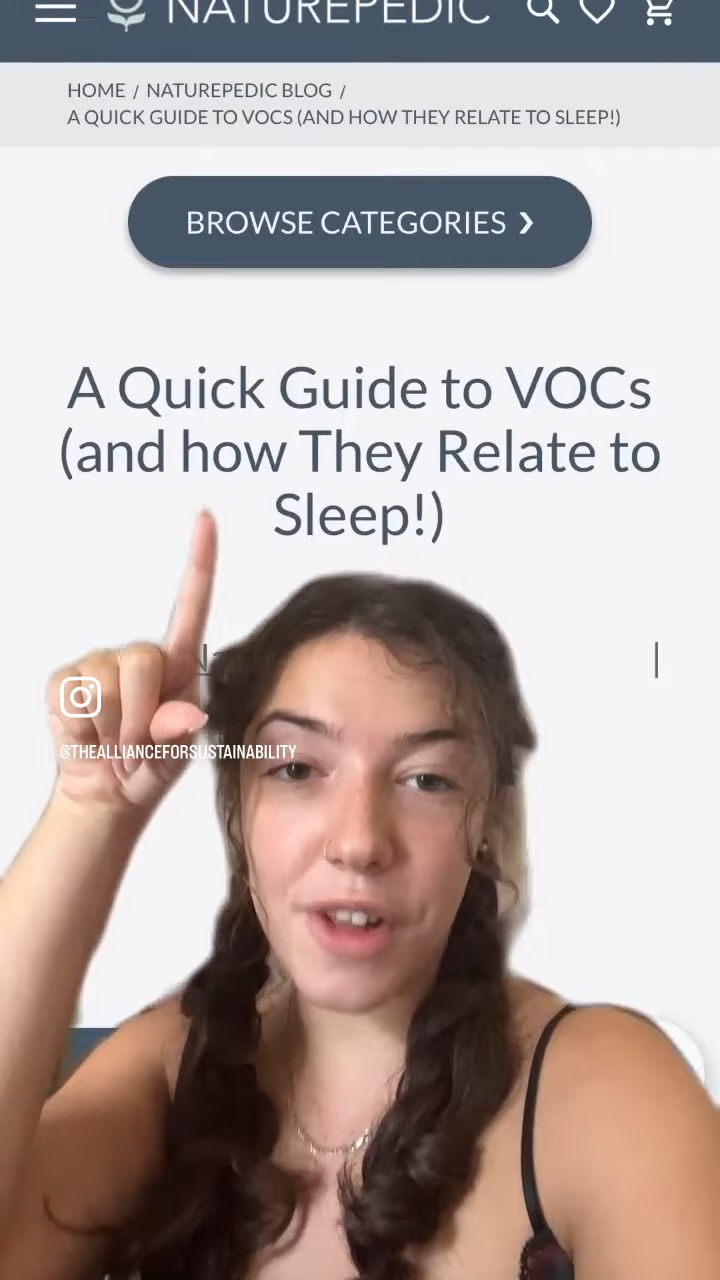 NATUREPEDIC
HOME / NATUREPEDIC BLOG /
A QUICK GUIDE TO VOCS (AND HOW THEY RELATE TO SLEEP!)
BROWSE CATEGORIES ❯
A Quick Guide to VOCs
(and how They Relate to
Sleep!)
|
@THEALLIANCEFORSUSTAINABILITY